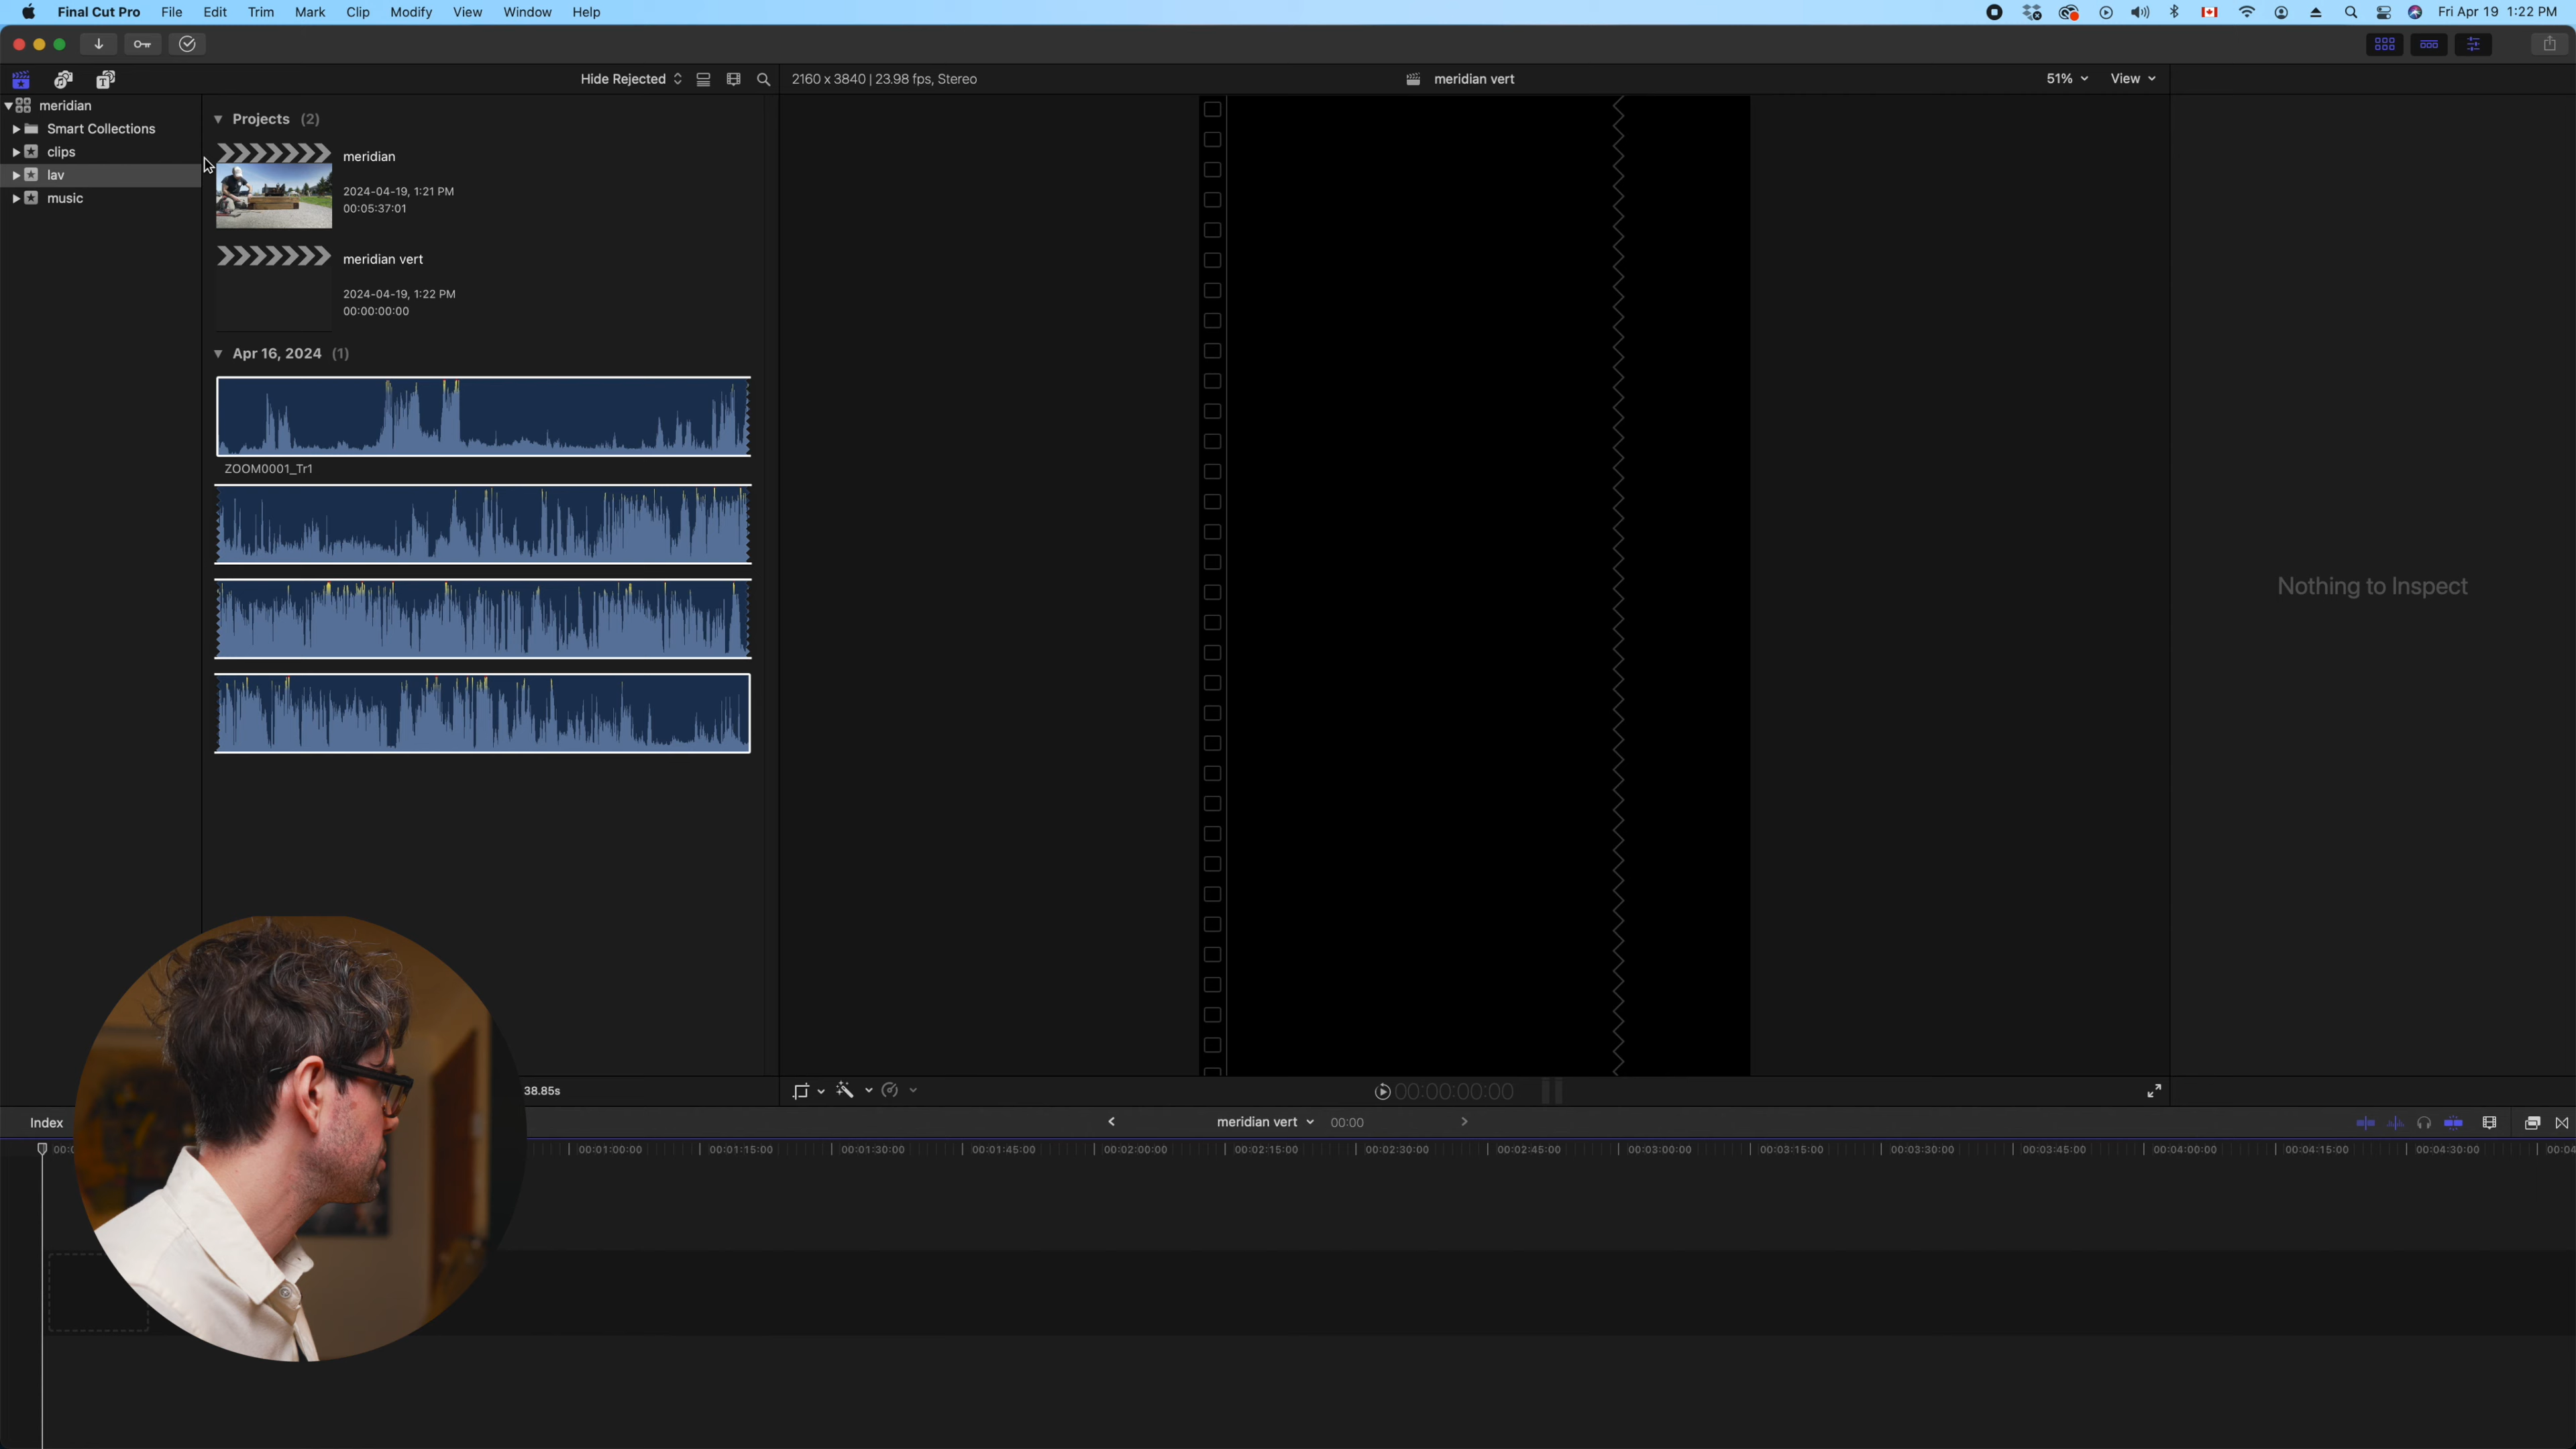 Final Cut Pro File Edit Trim Mark Clip Modify View Window Help Fri Apr 19 1:22 PM
Hide Rejected 2160 x 3840 | 23.98 fps, Stereo meridian vert 51% View
meridian
Smart Collections
clips
lav
music
Projects (2)
meridian
2024-04-19, 1:21 PM
00:05:37:01
meridian vert
2024-04-19, 1:22 PM
00:00:00:00
Apr 16, 2024 (1)
ZOOM0001_Tr1
Nothing to Inspect
38.85s 00:00:00:00
Index meridian vert 00:00
00:01:00:00 00:01:15:00 00:01:30:00 00:01:45:00 00:02:00:00 00:02:15:00 00:02:30:00 00:02:45:00 00:03:00:00 00:03:15:00 00:03:30:00 00:03:45:00 00:04:00:00 00:04:15:00 00:04:30:00